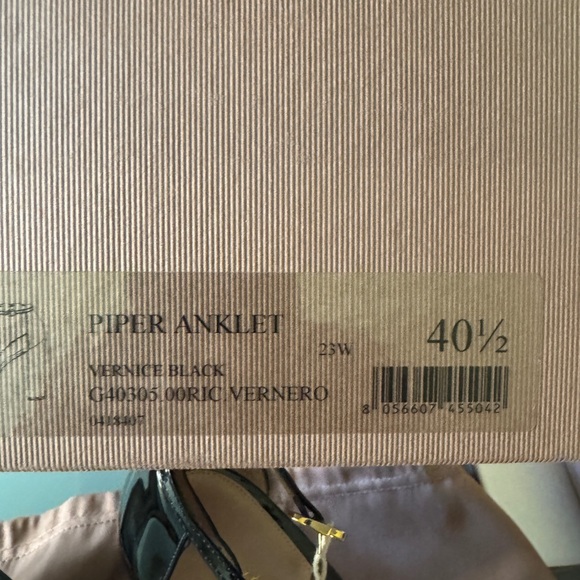 PIPER ANKLET
23W
40½
VERNICE BLACK
G40305.00RIC VERNERO
0418407
8 056607 455042